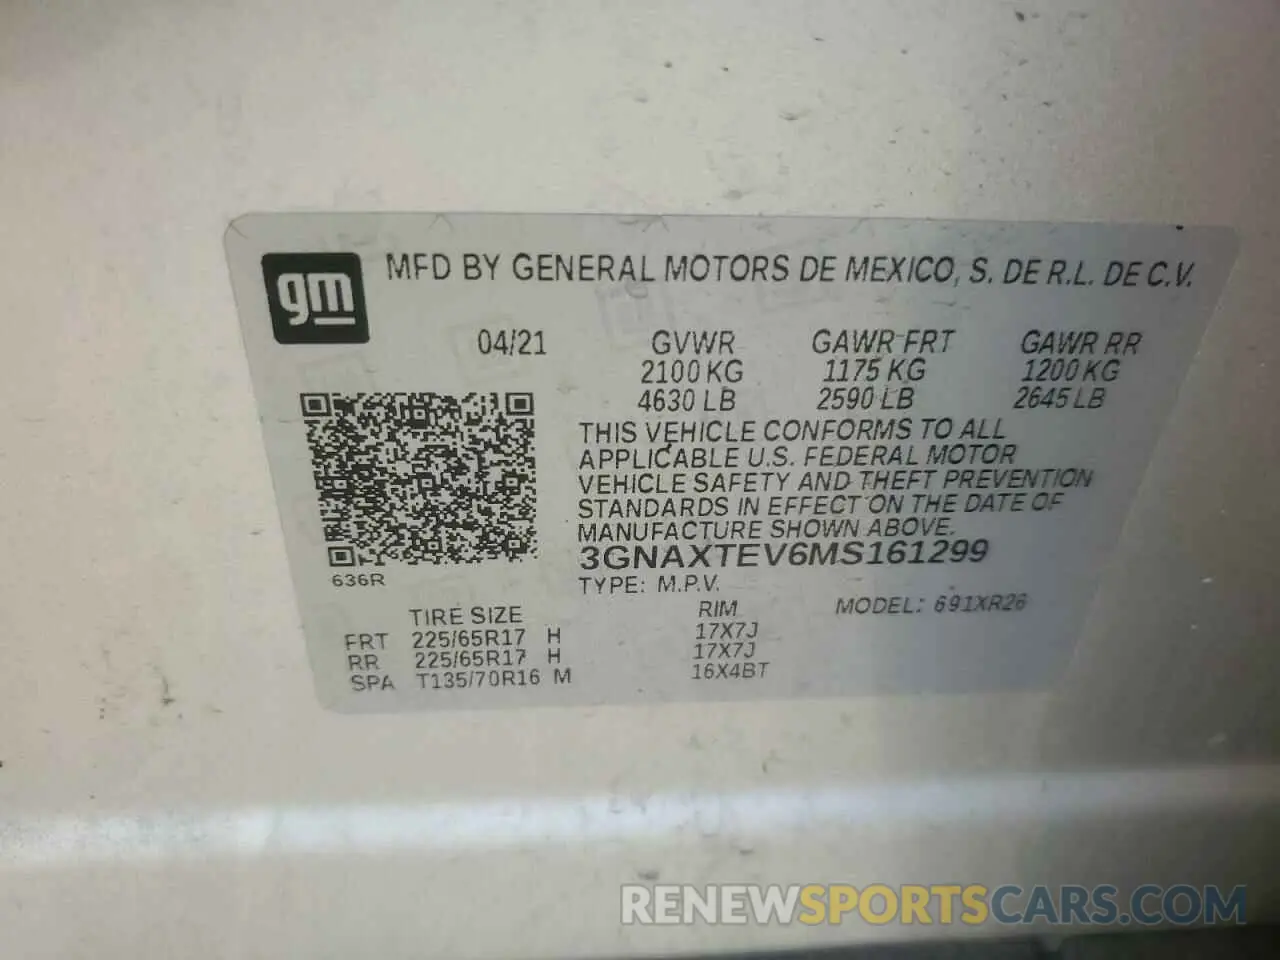 gm
MFD BY GENERAL MOTORS DE MEXICO, S. DE R.L. DE C.V.
04/21 GVWR GAWR FRT GAWR RR
2100 KG 1175 KG 1200 KG
4630 LB 2590 LB 2645 LB
THIS VEHICLE CONFORMS TO ALL
APPLICABLE U.S. FEDERAL MOTOR
VEHICLE SAFETY AND THEFT PREVENTION
STANDARDS IN EFFECT ON THE DATE OF
MANUFACTURE SHOWN ABOVE.
3GNAXTEV6MS161299
636R
TYPE: M.P.V. MODEL: 691XR26
TIRE SIZE RIM
FRT 225/65R17 H 17X7J
RR 225/65R17 H 17X7J
SPA T135/70R16 M 16X4BT
RENEWSPORTSCARS.COM